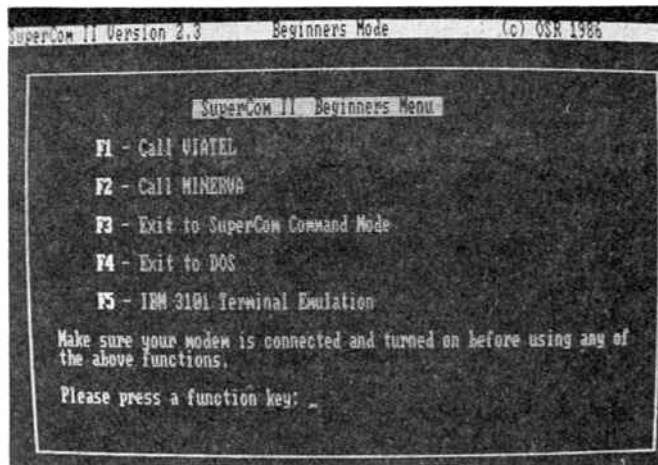 SuperCom II Version 2.3 Beginners Mode (c) OSR 1986
SuperCom II Beginners Menu
F1 - Call VIATEL
F2 - Call MINERVA
F3 - Exit to SuperCom Command Mode
F4 - Exit to DOS
F5 - IBM 3101 Terminal Emulation
Make sure your modem is connected and turned on before using any of
the above functions.
Please press a function key: _